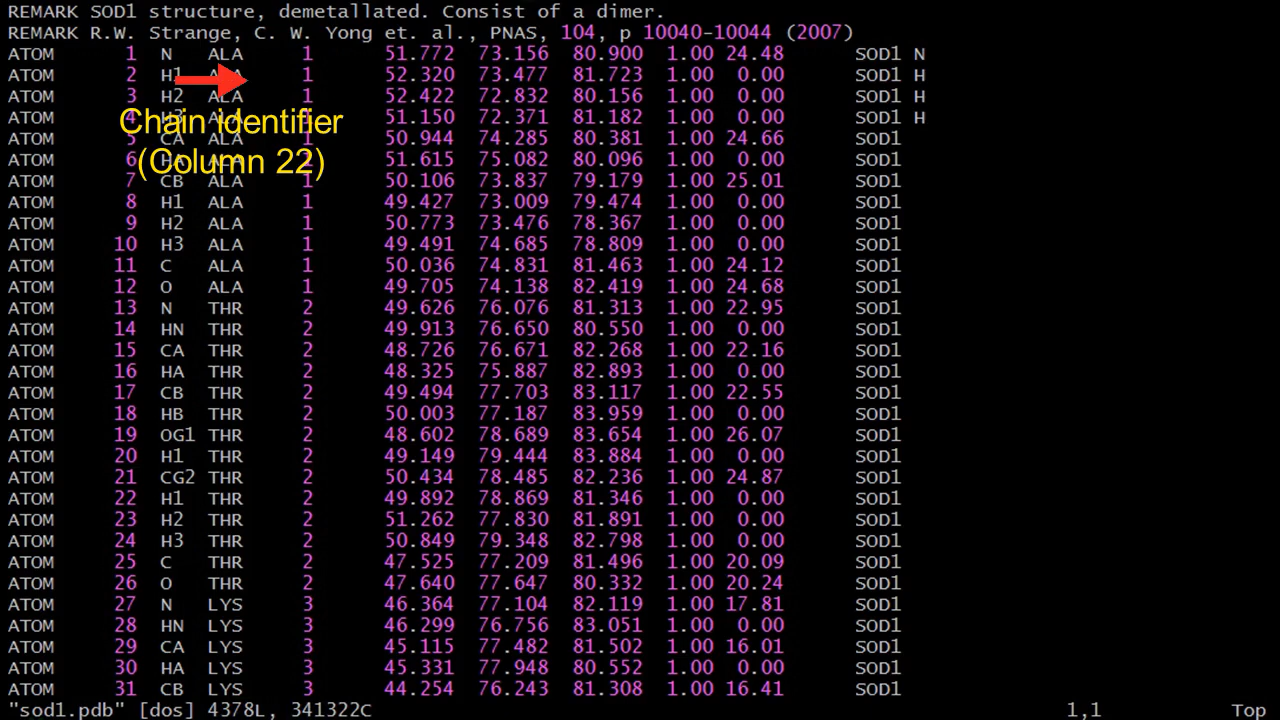 REMARK SOD1 structure, demetallated. Consist of a dimer.
REMARK R.W. Strange, C. W. Yong et. al., PNAS, 104, p 10040-10044 (2007)
ATOM 1 N ALA 1 51.772 73.156 80.900 1.00 24.48 SOD1 N
ATOM 2 H1 ALA 1 52.320 73.477 81.723 1.00 0.00 SOD1 H
ATOM 3 H2 ALA 1 52.422 72.832 80.156 1.00 0.00 SOD1 H
ATOM 4 H3 ALA 1 51.150 72.371 81.182 1.00 0.00 SOD1 H
Chain identifier
ATOM 5 CA ALA 1 50.944 74.285 80.381 1.00 24.66 SOD1
ATOM 6 HA ALA 1 51.615 75.082 80.096 1.00 0.00 SOD1
(Column 22)
ATOM 7 CB ALA 1 50.106 73.837 79.179 1.00 25.01 SOD1
ATOM 8 H1 ALA 1 49.427 73.009 79.474 1.00 0.00 SOD1
ATOM 9 H2 ALA 1 50.773 73.476 78.367 1.00 0.00 SOD1
ATOM 10 H3 ALA 1 49.491 74.685 78.809 1.00 0.00 SOD1
ATOM 11 C ALA 1 50.036 74.831 81.463 1.00 24.12 SOD1
ATOM 12 O ALA 1 49.705 74.138 82.419 1.00 24.68 SOD1
ATOM 13 N THR 2 49.626 76.076 81.313 1.00 22.95 SOD1
ATOM 14 HN THR 2 49.913 76.650 80.550 1.00 0.00 SOD1
ATOM 15 CA THR 2 48.726 76.671 82.268 1.00 22.16 SOD1
ATOM 16 HA THR 2 48.325 75.887 82.893 1.00 0.00 SOD1
ATOM 17 CB THR 2 49.494 77.703 83.117 1.00 22.55 SOD1
ATOM 18 HB THR 2 50.003 77.187 83.959 1.00 0.00 SOD1
ATOM 19 OG1 THR 2 48.602 78.689 83.654 1.00 26.07 SOD1
ATOM 20 H1 THR 2 49.149 79.444 83.884 1.00 0.00 SOD1
ATOM 21 CG2 THR 2 50.434 78.485 82.236 1.00 24.87 SOD1
ATOM 22 H1 THR 2 49.892 78.869 81.346 1.00 0.00 SOD1
ATOM 23 H2 THR 2 51.262 77.830 81.891 1.00 0.00 SOD1
ATOM 24 H3 THR 2 50.849 79.348 82.798 1.00 0.00 SOD1
ATOM 25 C THR 2 47.525 77.209 81.496 1.00 20.09 SOD1
ATOM 26 O THR 2 47.640 77.647 80.332 1.00 20.24 SOD1
ATOM 27 N LYS 3 46.364 77.104 82.119 1.00 17.81 SOD1
ATOM 28 HN LYS 3 46.299 76.756 83.051 1.00 0.00 SOD1
ATOM 29 CA LYS 3 45.115 77.482 81.502 1.00 16.01 SOD1
ATOM 30 HA LYS 3 45.331 77.948 80.552 1.00 0.00 SOD1
ATOM 31 CB LYS 3 44.254 76.243 81.308 1.00 16.41 SOD1
"sod1.pdb" [dos] 4378L, 341322C 1,1 Top